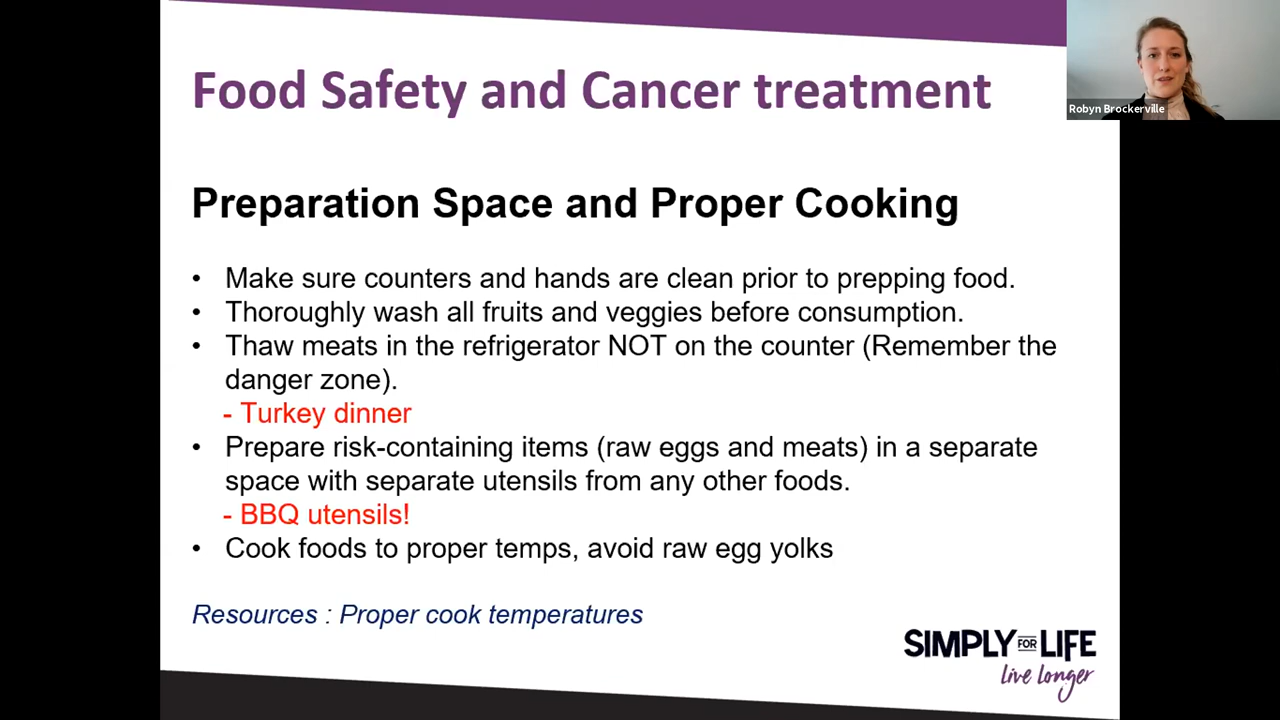 Food Safety and Cancer treatment
Robyn Brockerville
Preparation Space and Proper Cooking
• Make sure counters and hands are clean prior to prepping food.
• Thoroughly wash all fruits and veggies before consumption.
• Thaw meats in the refrigerator NOT on the counter (Remember the
danger zone).
- Turkey dinner
• Prepare risk-containing items (raw eggs and meats) in a separate
space with separate utensils from any other foods.
- BBQ utensils!
• Cook foods to proper temps, avoid raw egg yolks
Resources : Proper cook temperatures
SIMPLY FOR LIFE
live longer